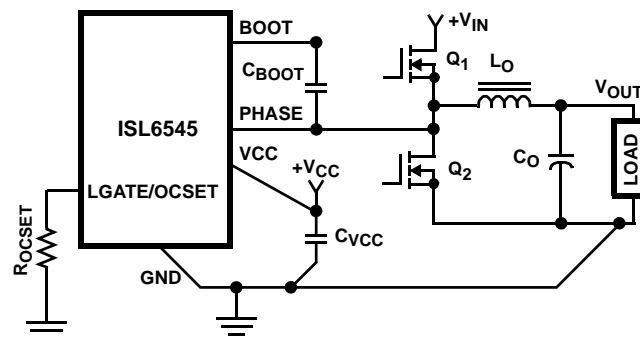 BOOT
+VIN
CBOOT
Q1
LO
VOUT
ISL6545
PHASE
VCC
+VCC
Q2
CO
LOAD
LGATE/OCSET
ROCSET
CVCC
GND